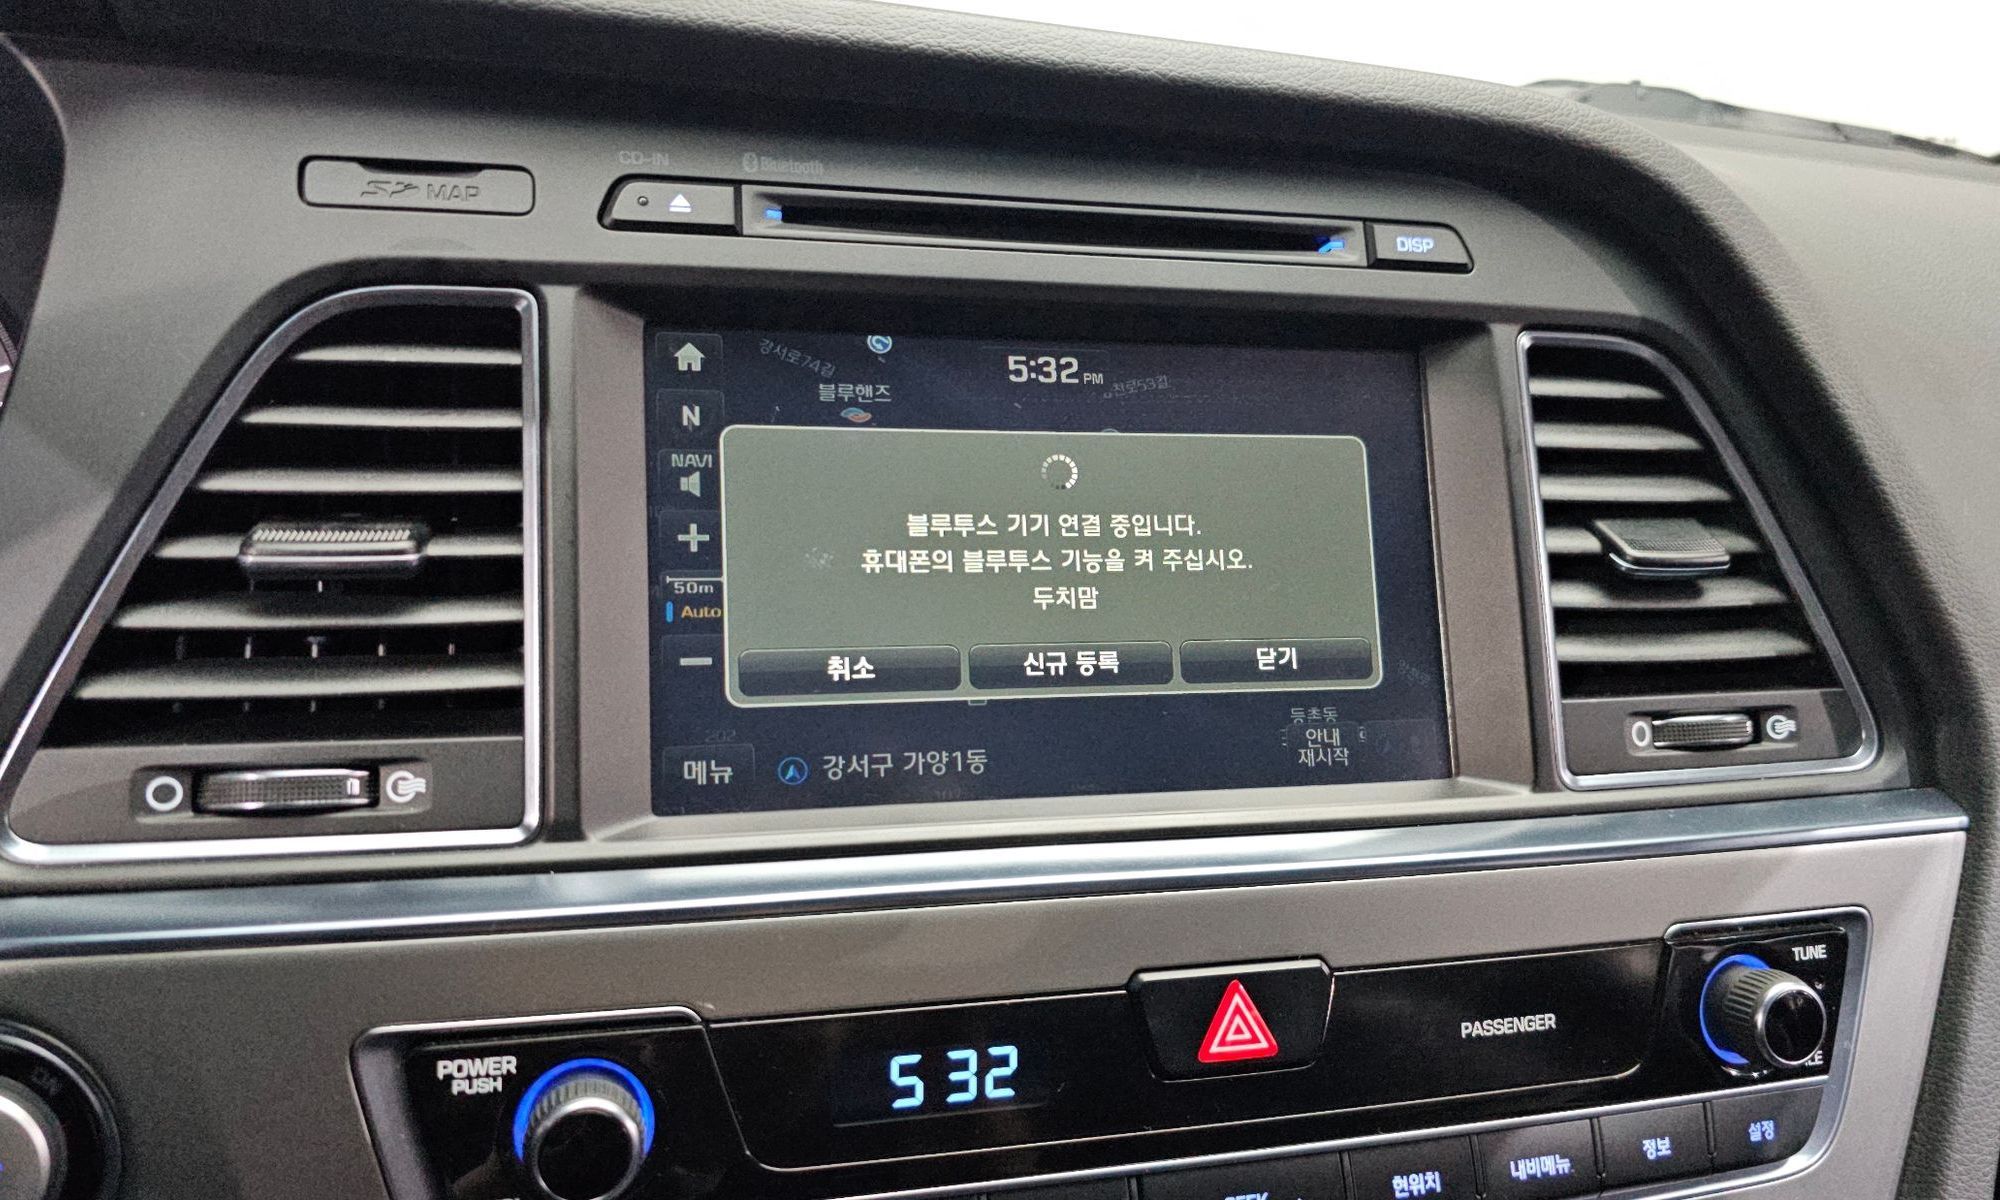 CD-IN
Bluetooth
SD MAP
DISP
강서로74길
5:32 PM
블루핸즈
N
NAVI
50m
Auto
블루투스 기기 연결 중입니다.
휴대폰의 블루투스 기능을 켜 주십시오.
두치맘
취소
신규 등록
닫기
202
등촌동
메뉴
강서구 가양1동
안내
재시작
TUNE
POWER
PUSH
5 32
PASSENGER
현위치
내비메뉴
정보
설정